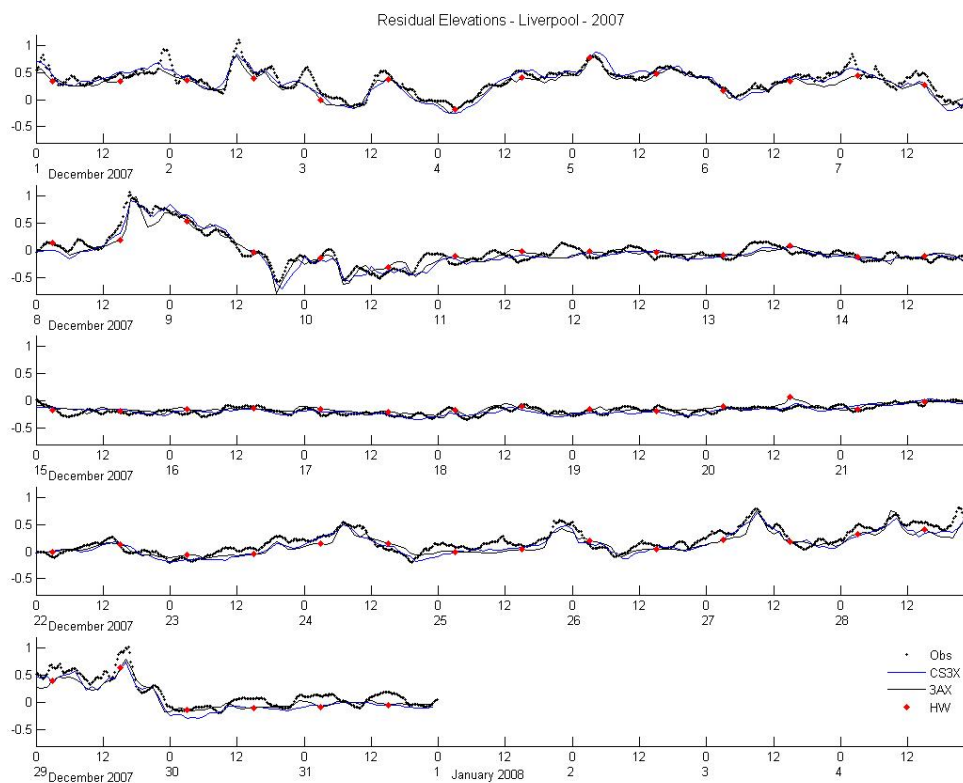 Residual Elevations - Liverpool - 2007
1
0.5
0
-0.5
0 12 0 12 0 12 0 12 0 12 0 12 0 12
1 2 3 4 5 6 7
December 2007
1
0.5
0
-0.5
0 12 0 12 0 12 0 12 0 12 0 12 0 12
8 9 10 11 12 13 14
December 2007
1
0.5
0
-0.5
0 12 0 12 0 12 0 12 0 12 0 12 0 12
15 16 17 18 19 20 21
December 2007
1
0.5
0
-0.5
0 12 0 12 0 12 0 12 0 12 0 12 0 12
22 23 24 25 26 27 28
December 2007
1
0.5
0
-0.5
Obs
CS3X
3AX
HW
0 12 0 12 0 12 0 12 0 12 0 12 0 12
29 30 31 1 2 3 4
December 2007 January 2008